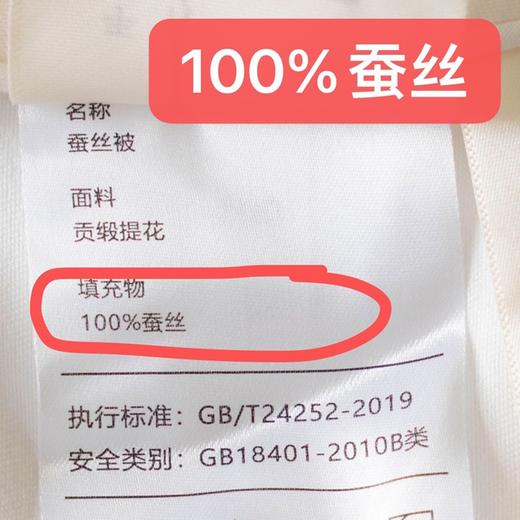 100%蚕丝
名称
蚕丝被
面料
贡缎提花
填充物
100%蚕丝
执行标准：GB/T24252-2019
安全类别：GB18401-2010B类